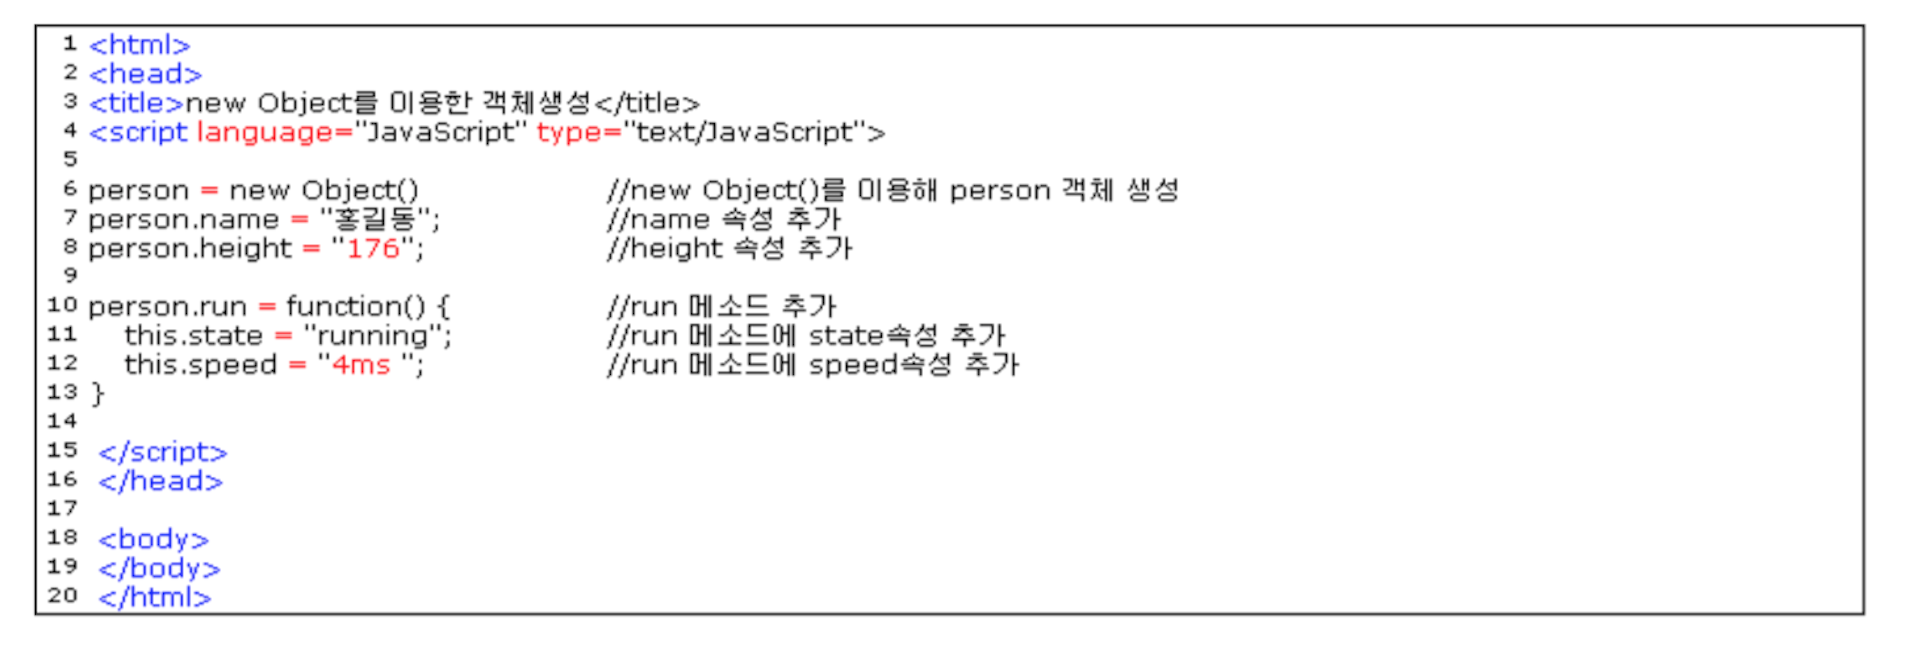 1 <html>
2 <head>
3 <title>new Object를 이용한 객체생성</title>
4 <script language="JavaScript" type="text/JavaScript">
5
6 person = new Object() //new Object()를 이용해 person 객체 생성
7 person.name = "홍길동"; //name 속성 추가
8 person.height = "176"; //height 속성 추가
9
10 person.run = function() { //run 메소드 추가
11 this.state = "running"; //run 메소드에 state속성 추가
12 this.speed = "4ms "; //run 메소드에 speed속성 추가
13 }
14
15 </script>
16 </head>
17
18 <body>
19 </body>
20 </html>